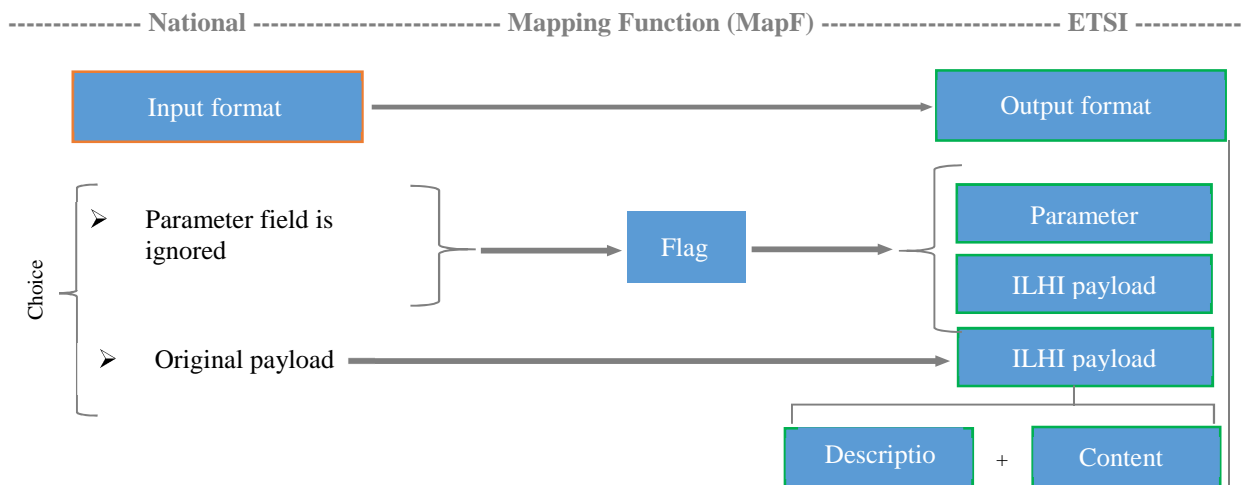 National Mapping Function (MapF) ETSI
Input format
Output format
Choice
➢ Parameter field is
ignored
Flag
Parameter
ILHI payload
➢ Original payload
ILHI payload
Descriptio + Content